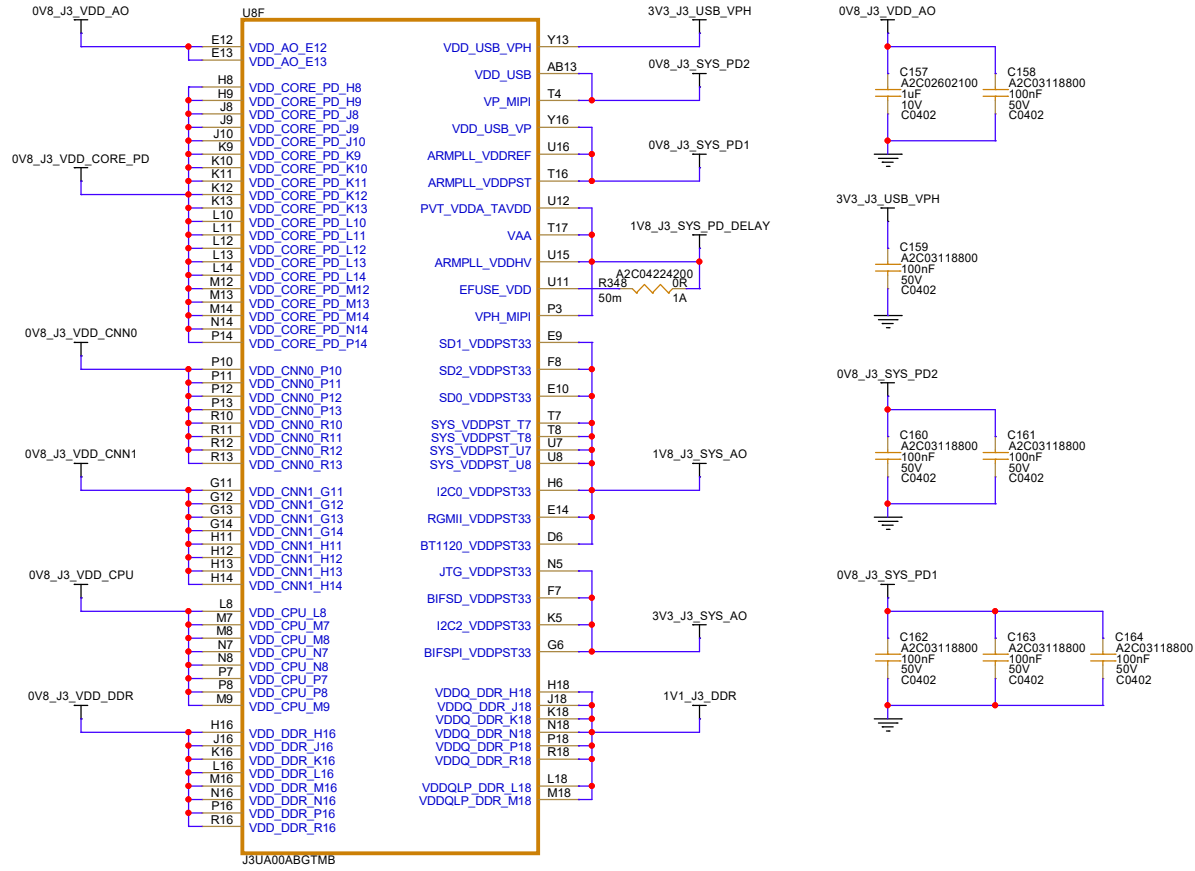 U8F
0V8_J3_VDD_AO
E12 VDD_AO_E12
E13 VDD_AO_E13
H8 VDD_CORE_PD_H8
H9 VDD_CORE_PD_H9
J8 VDD_CORE_PD_J8
J9 VDD_CORE_PD_J9
J10 VDD_CORE_PD_J10
K9 VDD_CORE_PD_K9
0V8_J3_VDD_CORE_PD
K10 VDD_CORE_PD_K10
K11 VDD_CORE_PD_K11
K12 VDD_CORE_PD_K12
K13 VDD_CORE_PD_K13
L10 VDD_CORE_PD_L10
L11 VDD_CORE_PD_L11
L12 VDD_CORE_PD_L12
L13 VDD_CORE_PD_L13
L14 VDD_CORE_PD_L14
M12 VDD_CORE_PD_M12
M13 VDD_CORE_PD_M13
M14 VDD_CORE_PD_M14
N14 VDD_CORE_PD_N14
P14 VDD_CORE_PD_P14
0V8_J3_VDD_CNN0
P10 VDD_CNN0_P10
P11 VDD_CNN0_P11
P12 VDD_CNN0_P12
P13 VDD_CNN0_P13
R10 VDD_CNN0_R10
R11 VDD_CNN0_R11
R12 VDD_CNN0_R12
R13 VDD_CNN0_R13
0V8_J3_VDD_CNN1
G11 VDD_CNN1_G11
G12 VDD_CNN1_G12
G13 VDD_CNN1_G13
G14 VDD_CNN1_G14
H11 VDD_CNN1_H11
H12 VDD_CNN1_H12
H13 VDD_CNN1_H13
H14 VDD_CNN1_H14
0V8_J3_VDD_CPU
L8 VDD_CPU_L8
M7 VDD_CPU_M7
M8 VDD_CPU_M8
N7 VDD_CPU_N7
N8 VDD_CPU_N8
P7 VDD_CPU_P7
P8 VDD_CPU_P8
M9 VDD_CPU_M9
0V8_J3_VDD_DDR
H16 VDD_DDR_H16
J16 VDD_DDR_J16
K16 VDD_DDR_K16
L16 VDD_DDR_L16
M16 VDD_DDR_M16
N16 VDD_DDR_N16
P16 VDD_DDR_P16
R16 VDD_DDR_R16
J3UA00ABGTMB
3V3_J3_USB_VPH
VDD_USB_VPH Y13
VDD_USB AB13
0V8_J3_SYS_PD2
VP_MIPI T4
VDD_USB_VP Y16
ARMPLL_VDDREF U16
0V8_J3_SYS_PD1
ARMPLL_VDDPST T16
PVT_VDDA_TAVDD U12
VAA T17
1V8_J3_SYS_PD_DELAY
ARMPLL_VDDHV U15
EFUSE_VDD U11
A2C04224200
R348 0R
50m 1A
VPH_MIPI P3
SD1_VDDPST33 E9
SD2_VDDPST33 F8
SD0_VDDPST33 E10
SYS_VDDPST_T7 T7
SYS_VDDPST_T8 T8
SYS_VDDPST_U7 U7
SYS_VDDPST_U8 U8
1V8_J3_SYS_AO
I2C0_VDDPST33 H6
RGMII_VDDPST33 E14
BT1120_VDDPST33 D6
JTG_VDDPST33 N5
BIFSD_VDDPST33 F7
I2C2_VDDPST33 K5
3V3_J3_SYS_AO
BIFSPI_VDDPST33 G6
VDDQ_DDR_H18 H18
VDDQ_DDR_J18 J18
1V1_J3_DDR
VDDQ_DDR_K18 K18
VDDQ_DDR_N18 N18
VDDQ_DDR_P18 P18
VDDQ_DDR_R18 R18
VDDQLP_DDR_L18 L18
VDDQLP_DDR_M18 M18
0V8_J3_VDD_AO
C157
A2C02602100
1uF
10V
C0402
C158
A2C03118800
100nF
50V
C0402
3V3_J3_USB_VPH
C159
A2C03118800
100nF
50V
C0402
0V8_J3_SYS_PD2
C160
A2C03118800
100nF
50V
C0402
C161
A2C03118800
100nF
50V
C0402
0V8_J3_SYS_PD1
C162
A2C03118800
100nF
50V
C0402
C163
A2C03118800
100nF
50V
C0402
C164
A2C03118800
100nF
50V
C0402